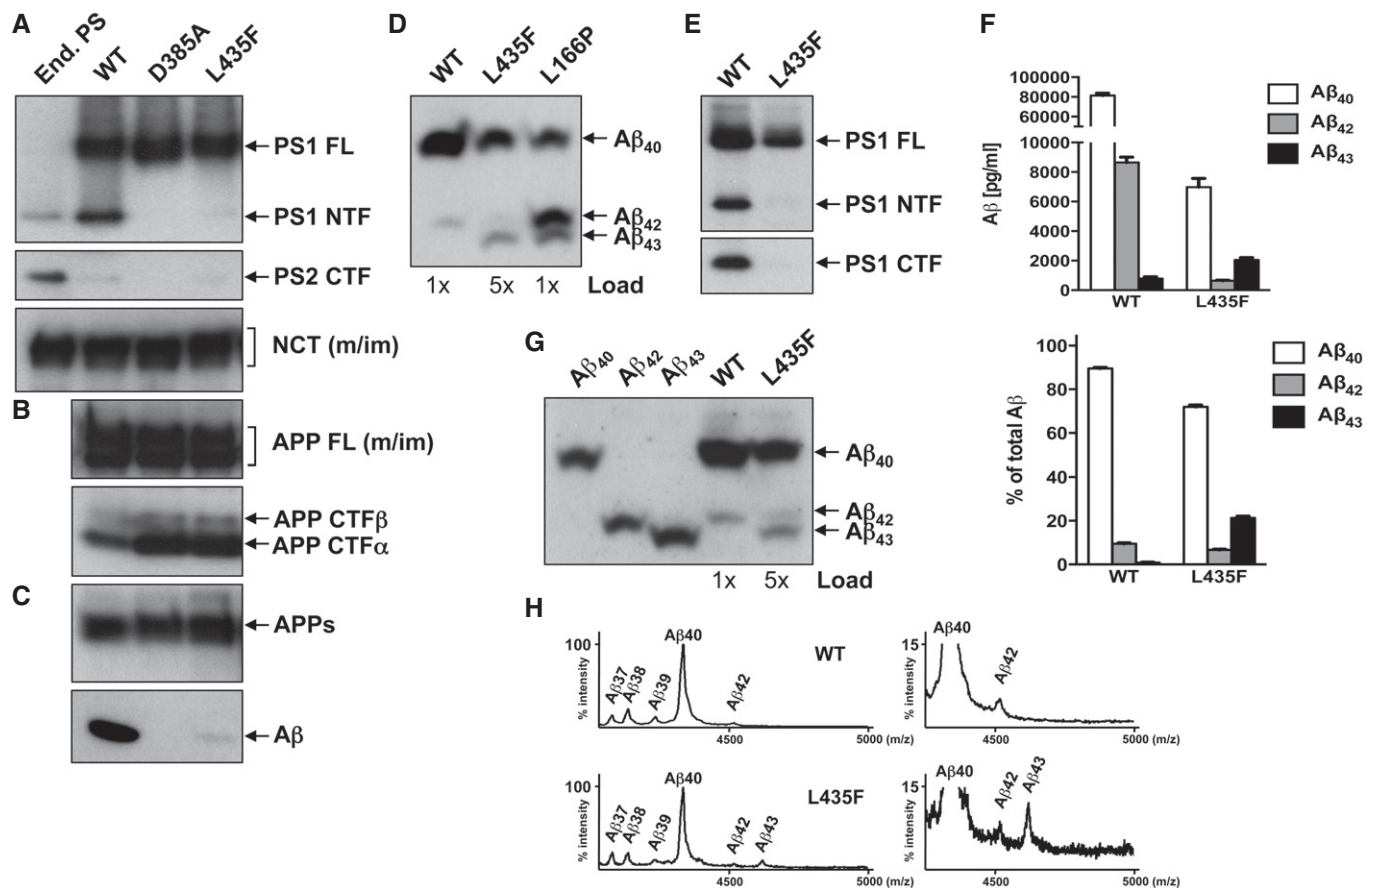 A
End. PS
WT
D385A
L435F
PS1 FL
PS1 NTF
PS2 CTF
NCT (m/im)
B
APP FL (m/im)
APP CTFβ
APP CTFα
C
APPs
Aβ
D
WT
L435F
L166P
Aβ40
Aβ42
Aβ43
1x 5x 1x Load
E
WT
L435F
PS1 FL
PS1 NTF
PS1 CTF
F
Aβ [pg/ml]
100000
80000
60000
10000
8000
6000
4000
2000
0
WT L435F
Aβ40
Aβ42
Aβ43
% of total Aβ
100
80
60
40
20
0
WT L435F
Aβ40
Aβ42
Aβ43
G
Aβ40
Aβ42
Aβ43
WT
L435F
Aβ40
Aβ42
Aβ43
1x 5x Load
H
% intensity
100
Aβ37
Aβ38
Aβ39
Aβ40
Aβ42
WT
4500 5000 (m/z)
% intensity
15
Aβ40
Aβ42
4500 5000 (m/z)
% intensity
100
Aβ37
Aβ38
Aβ39
Aβ40
Aβ42
Aβ43
L435F
4500 5000 (m/z)
% intensity
15
Aβ40
Aβ42
Aβ43
4500 5000 (m/z)